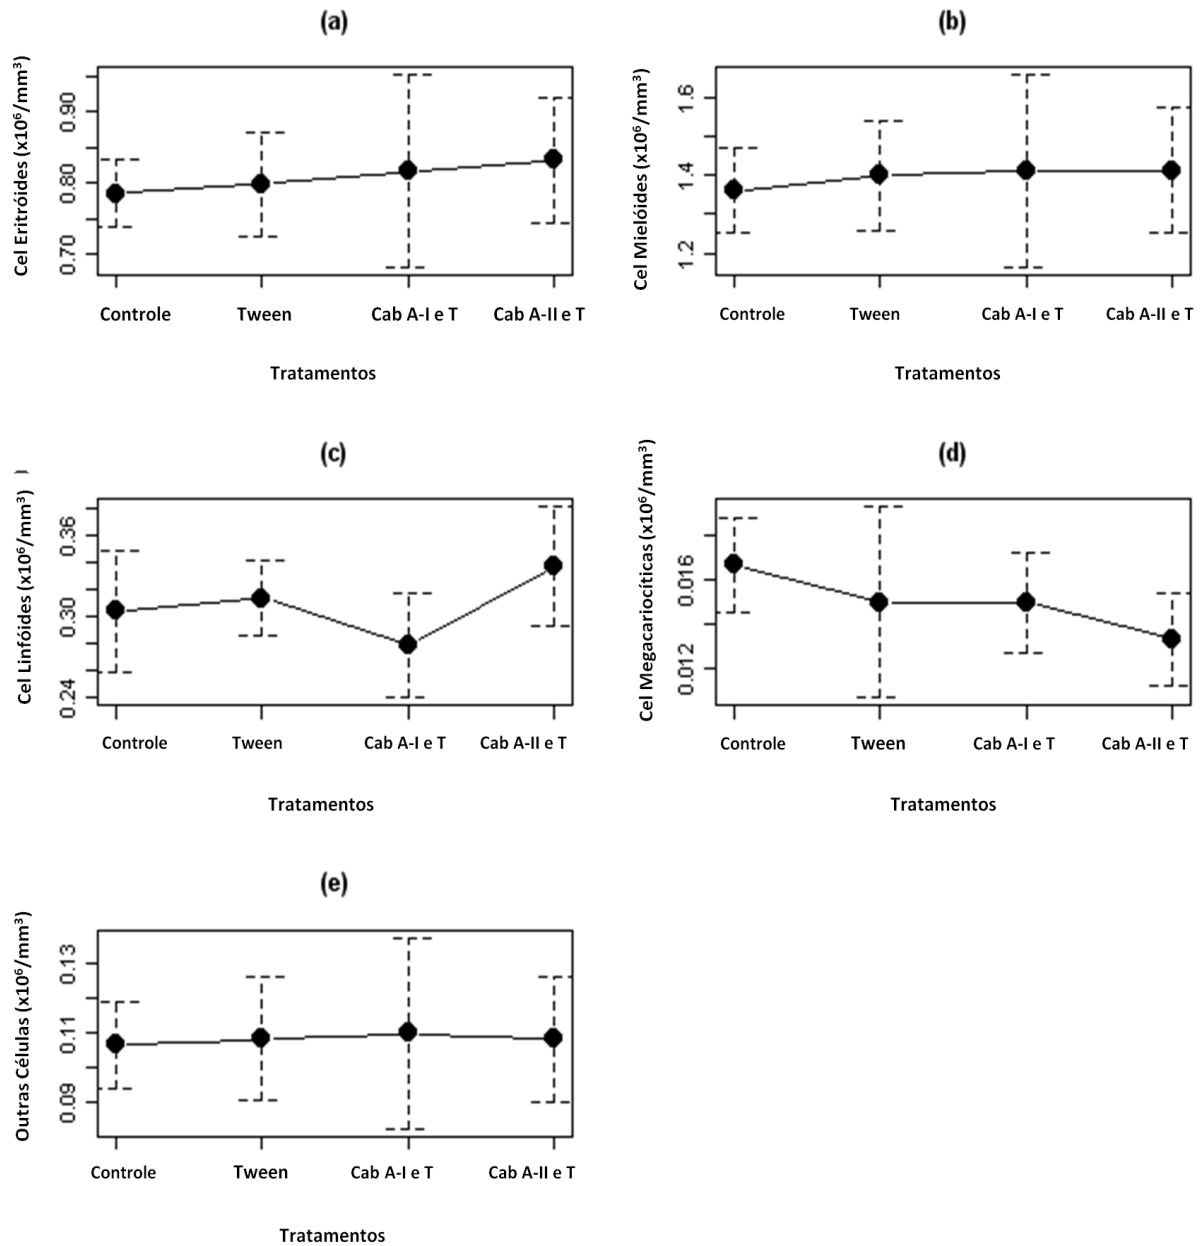 (a)
Cel Eritróides (x10⁶/mm³)
0.90
0.80
0.70
Controle Tween Cab A-I e T Cab A-II e T
Tratamentos
(b)
Cel Mielóides (x10⁶/mm³)
1.6
1.4
1.2
Controle Tween Cab A-I e T Cab A-II e T
Tratamentos
(c)
)
Cel Linfóides (x10⁶/mm³)
0.36
0.30
0.24
Controle Tween Cab A-I e T Cab A-II e T
Tratamentos
(d)
Cel Megacariocíticas (x10⁶/mm³)
0.016
0.012
Controle Tween Cab A-I e T Cab A-II e T
Tratamentos
(e)
Outras Células (x10⁶/mm³)
0.13
0.11
0.09
Controle Tween Cab A-I e T Cab A-II e T
Tratamentos